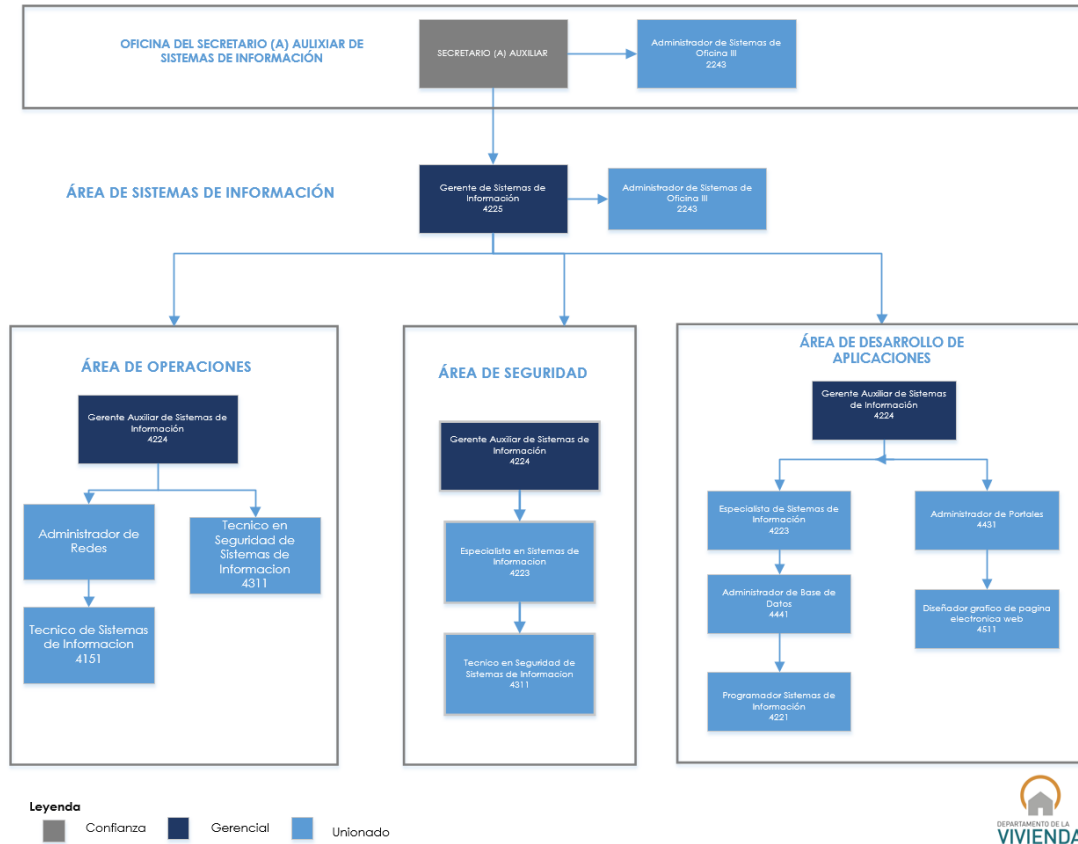 OFICINA DEL SECRETARIO (A) AULIXIAR DE
SISTEMAS DE INFORMACIÓN
SECRETARIO (A) AUXILIAR
Administrador de Sistemas de
Oficina III
2243
ÁREA DE SISTEMAS DE INFORMACIÓN
Gerente de Sistemas de
Información
4225
Administrador de Sistemas de
Oficina III
2243
ÁREA DE OPERACIONES
Gerente Auxiliar de Sistemas de
Información
4224
Administrador de
Redes
Tecnico en
Seguridad de
Sistemas de
Informacion
4311
Tecnico de Sistemas
de Informacion
4151
ÁREA DE SEGURIDAD
Gerente Auxiliar de Sistemas de
Información
4224
Especialista en Sistemas de
Informacion
4223
Tecnico en Seguridad de
Sistemas de Informacion
4311
ÁREA DE DESARROLLO DE
APLICACIONES
Gerente Auxiliar de Sistemas
de Información
4224
Especialista de Sistemas de
Información
4223
Administrador de Portales
4431
Administrador de Base de
Datos
4441
Diseñador grafico de pagina
electronica web
4511
Programador Sistemas de
Información
4221
Leyenda
Confianza
Gerencial
Unionado
DEPARTAMENTO DE LA
VIVIENDA